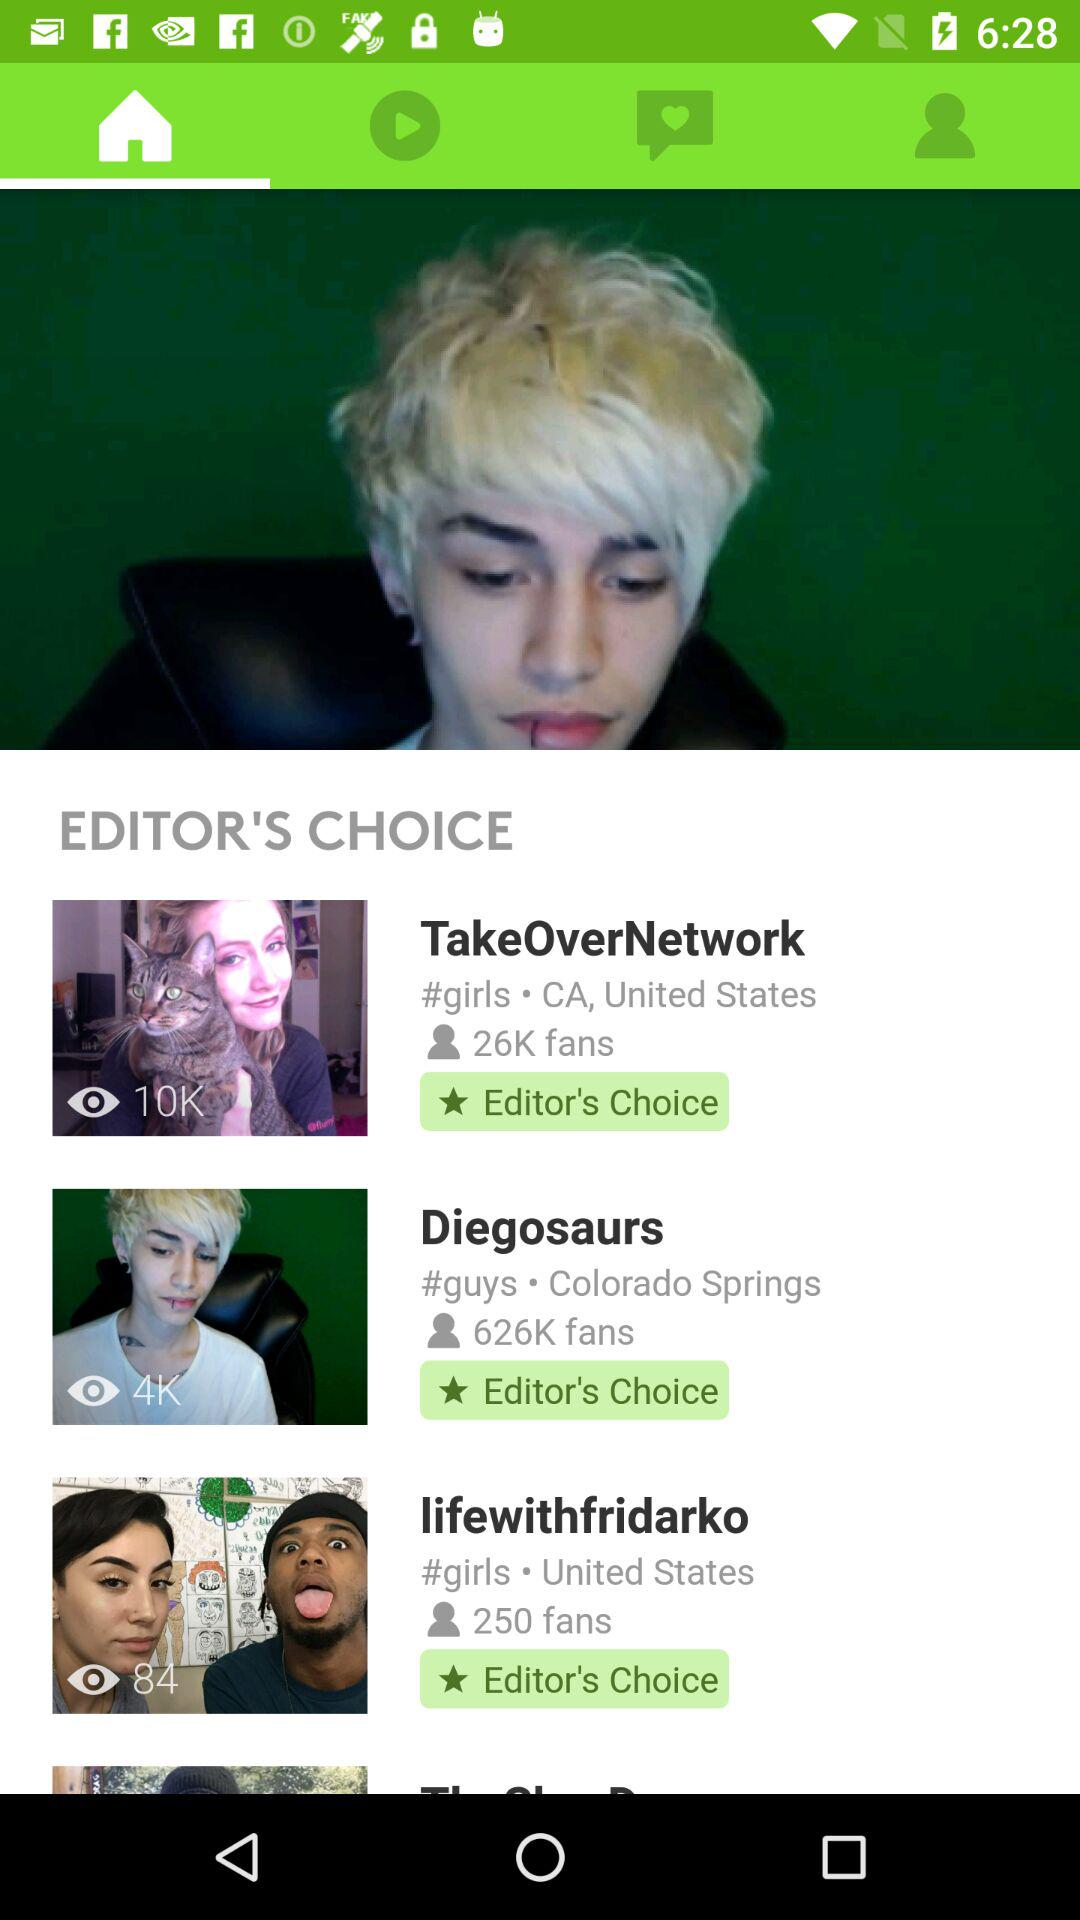 FAKE
6:28
EDITOR'S CHOICE
TakeOverNetwork
#girls • CA, United States
26K fans
10K
Editor's Choice
Diegosaurs
#guys • Colorado Springs
626K fans
4K
Editor's Choice
lifewithfridarko
#girls • United States
250 fans
84
Editor's Choice